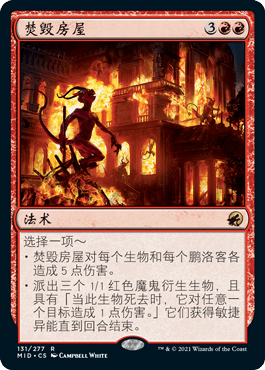 焚毁房屋 3
法术
选择一项～
• 焚毁房屋对每个生物和每个鹏洛客各
造成5点伤害。
• 派出三个1/1红色魔鬼衍生生物，且
具有「当此生物死去时，它对任意一
个目标造成1点伤害。」它们获得敏捷
异能直到回合结束。
131/277 R
MID • CS CAMPBELL WHITE
™ & © 2021 Wizards of the Coast